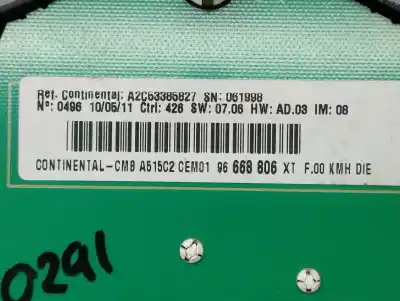 Ref. Continental: A2C53385827 SN: 061998
Nº: 0496 10/05/11 Ctrl: 426 SW: 07.06 HW: AD.03 IM: 08
CONTINENTAL-CMB A515C2 CEM01 96 668 806 XT F.00 KMH DIE
0291